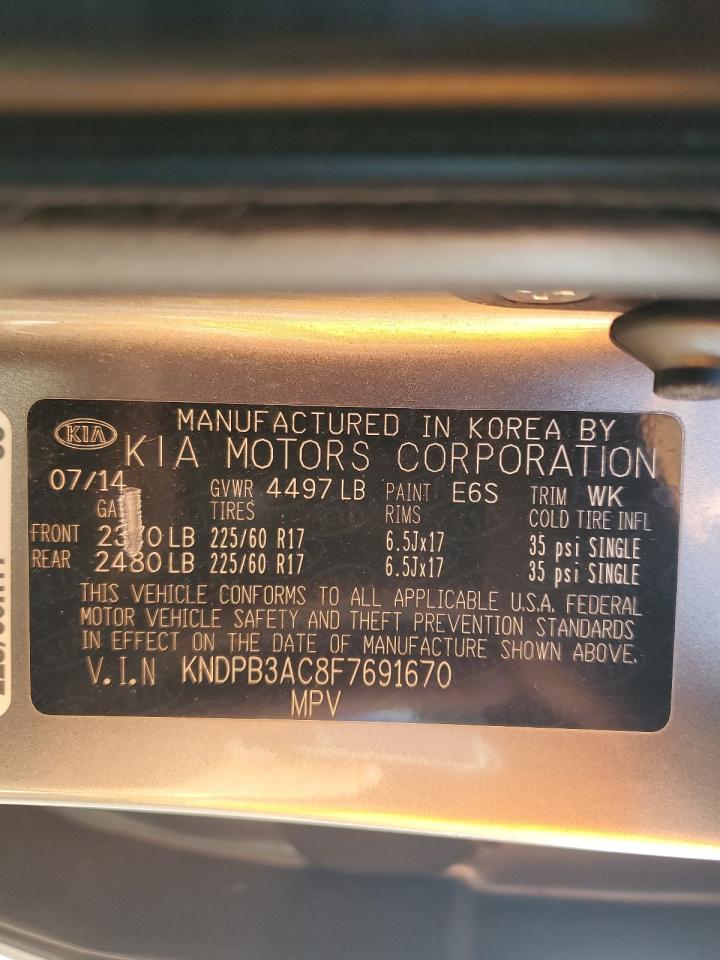 KIA
MANUFACTURED IN KOREA BY
KIA MOTORS CORPORATION
07/14 GVWR 4497 LB PAINT E6S TRIM WK
TIRES RIMS COLD TIRE INFL
FRONT LB 225/60 R17 6.5Jx17 35 psi SINGLE
REAR 2480 LB 225/60 R17 6.5Jx17 35 psi SINGLE
THIS VEHICLE CONFORMS TO ALL APPLICABLE U.S.A. FEDERAL
MOTOR VEHICLE SAFETY AND THEFT PREVENTION STANDARDS
IN EFFECT ON THE DATE OF MANUFACTURE SHOWN ABOVE.
V.I.N KNDPB3AC8F7691670
MPV